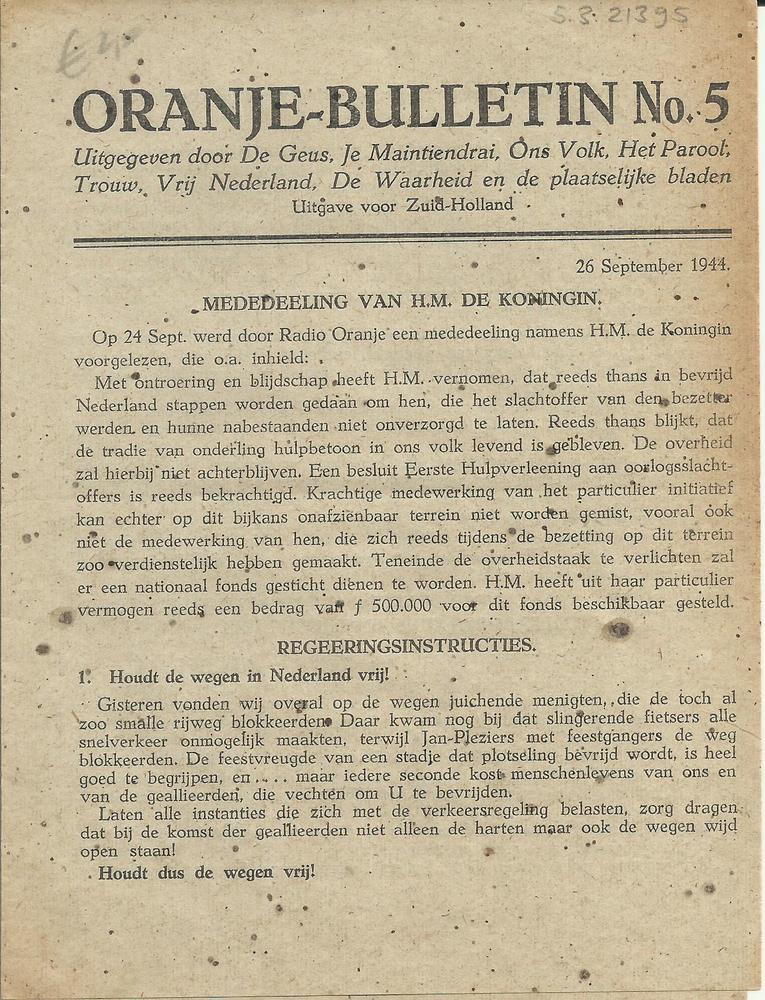 5.3.21395
ORANJE-BULLETIN No. 5
Uitgegeven door De Geus, Je Maintiendrai, Ons Volk, Het Parool,
Trouw, Vrij Nederland, De Waarheid en de plaatselijke bladen
Uitgave voor Zuid-Holland
26 September 1944.
MEDEDEELING VAN H.M. DE KONINGIN.
Op 24 Sept. werd door Radio Oranje een mededeeling namens H.M. de Koningin
voorgelezen, die o.a. inhield:
Met ontroering en blijdschap heeft H.M. vernomen, dat reeds thans in bevrijd
Nederland stappen worden gedaan om hen, die het slachtoffer van den bezetter
werden en hunne nabestaanden niet onverzorgd te laten. Reeds thans blijkt, dat
de tradie van onderling hulpbetoon in ons volk levend is gebleven. De overheid
zal hierbij niet achterblijven. Een besluit Eerste Hulpverleening aan oorlogsslacht-
offers is reeds bekrachtigd. Krachtige medewerking van het particulier initiatief
kan echter op dit bijkans onafzienbaar terrein niet worden gemist, vooral ook
niet de medewerking van hen, die zich reeds tijdens de bezetting op dit terrein
zoo verdienstelijk hebben gemaakt. Teneinde de overheidstaak te verlichten zal
er een nationaal fonds gesticht dienen te worden. H.M. heeft uit haar particulier
vermogen reeds een bedrag van f 500.000 voor dit fonds beschikbaar gesteld.
REGEERINGSINSTRUCTIES.
1. Houdt de wegen in Nederland vrij!
Gisteren vonden wij overal op de wegen juichende menigten, die de toch al
zoo smalle rijweg blokkeerden. Daar kwam nog bij dat slingerende fietsers alle
snelverkeer onmogelijk maakten, terwijl Jan-Pleziers met feestgangers de weg
blokkeerden. De feestvreugde van een stadje dat plotseling bevrijd wordt, is heel
goed te begrijpen, en.... maar iedere seconde kost menschenlevens van ons en
van de geallieerden, die vechten om U te bevrijden.
Laten alle instanties die zich met de verkeersregeling belasten, zorg dragen
dat bij de komst der geallieerden niet alleen de harten maar ook de wegen wijd
open staan!
Houdt dus de wegen vrij!